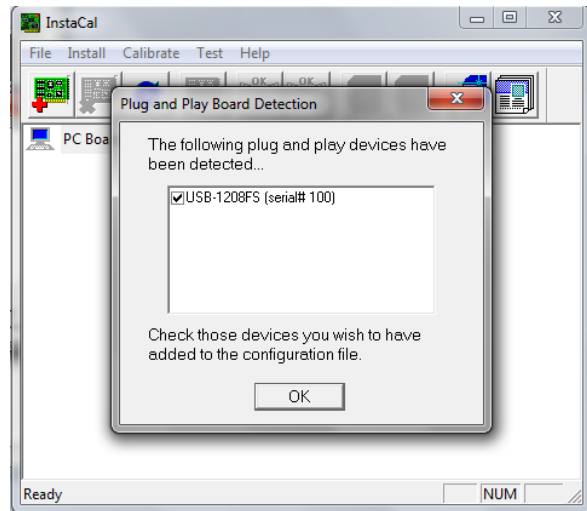 InstaCal
File Install Calibrate Test Help
OK OK
Plug and Play Board Detection
PC Boa
The following plug and play devices have
been detected...
USB-1208FS (serial# 100)
Check those devices you wish to have
added to the configuration file.
OK
Ready NUM